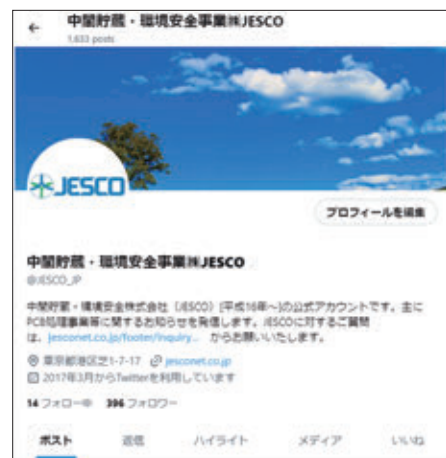 中間貯蔵・環境安全事業㈱JESCO
1,633 posts
JESCO
プロフィールを編集
中間貯蔵・環境安全事業㈱JESCO
@JESCO_JP
中間貯蔵・環境安全株式会社（JESCO）[平成16年～]の公式アカウントです。主に
PCB処理事業等に関するお知らせを発信します。JESCOに対するご質問
は、jesconet.co.jp/footer/inquiry... からお願いいたします。
東京都港区芝1-7-17 jesconet.co.jp
2017年3月からTwitterを利用しています
14 フォロー中 396 フォロワー
ポスト 返信 ハイライト メディア いいね